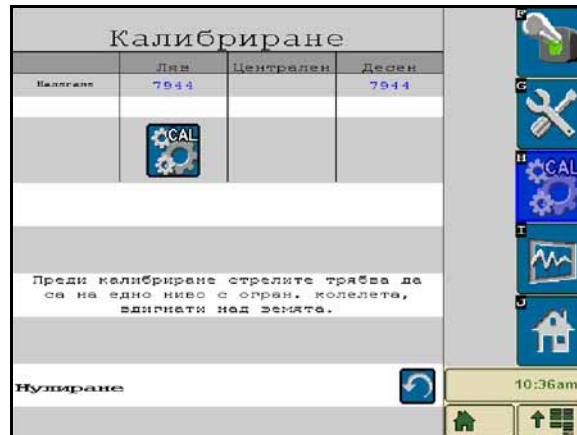 Калибриране
Ляв Централен Десен
7944 7944
CAL
Преди калибриране стрелите трябва да
са на едно ниво с огран. колелета,
вдигнати над земята.
Нулиране
F
G
H
CAL
I
J
10:36am